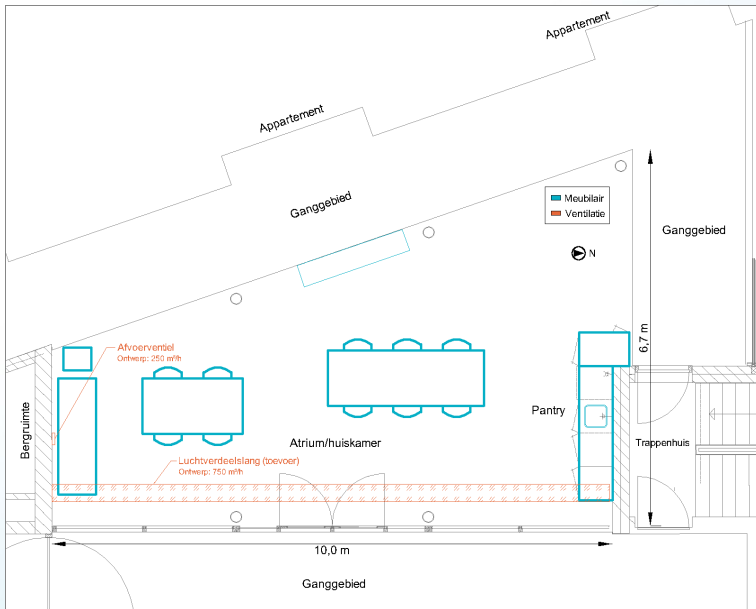 Appartement
Appartement
Ganggebied
Meubilair
Ventilatie
N
Ganggebied
6,7 m
Afvoerventiel
Ontwerp: 250 m³/h
Bergruimte
Pantry
Atrium/huiskamer
Trappenhuis
Luchtverdeelslang (toevoer)
Ontwerp: 750 m³/h
10,0 m
Ganggebied